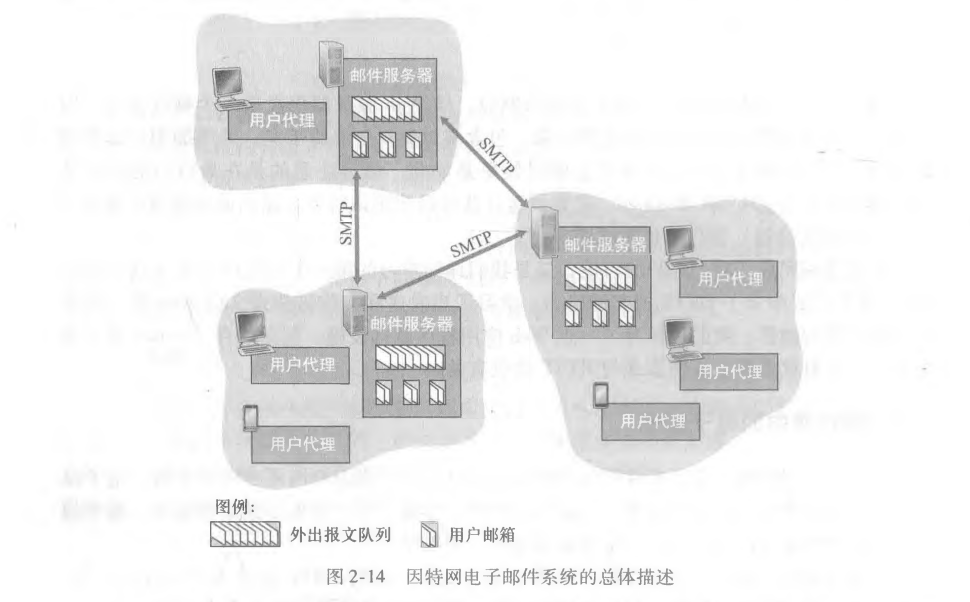 邮件服务器
用户代理
SMTP
SMTP
SMTP
邮件服务器
用户代理
用户代理
用户代理
邮件服务器
用户代理
用户代理
图例:
外出报文队列
用户邮箱
图2-14 因特网电子邮件系统的总体描述